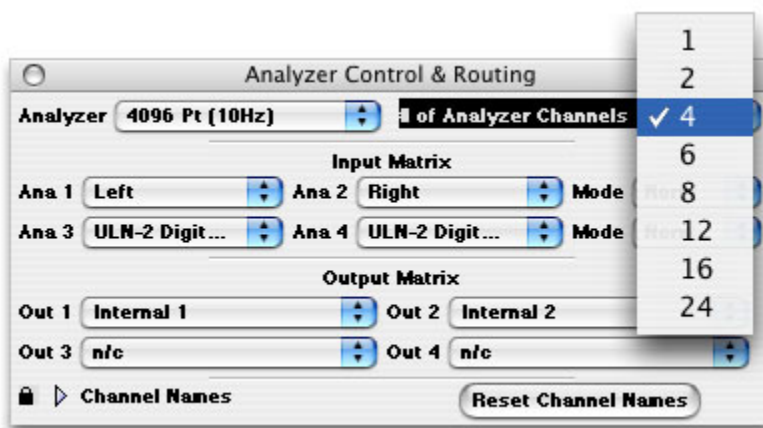 Analyzer Control & Routing
Analyzer 4096 Pt (10Hz) of Analyzer Channels
1
2
✓ 4
6
8
12
16
24
Input Matrix
Ana 1 Left Ana 2 Right Mode
Ana 3 ULN-2 Digit... Ana 4 ULN-2 Digit... Mode
Output Matrix
Out 1 Internal 1 Out 2 Internal 2
Out 3 n/c Out 4 n/c
Channel Names Reset Channel Names